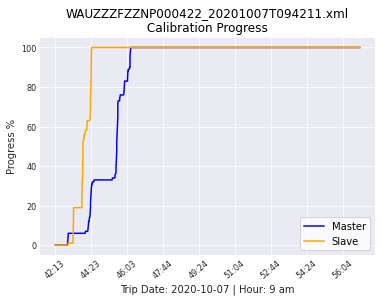 WAUZZZFZZNP000422_20201007T094211.xml
Calibration Progress
Progress %
100
80
60
40
20
0
Master
Slave
42:13
44:23
46:03
47:44
49:24
51:04
52:44
54:24
56:04
Trip Date: 2020-10-07 | Hour: 9 am